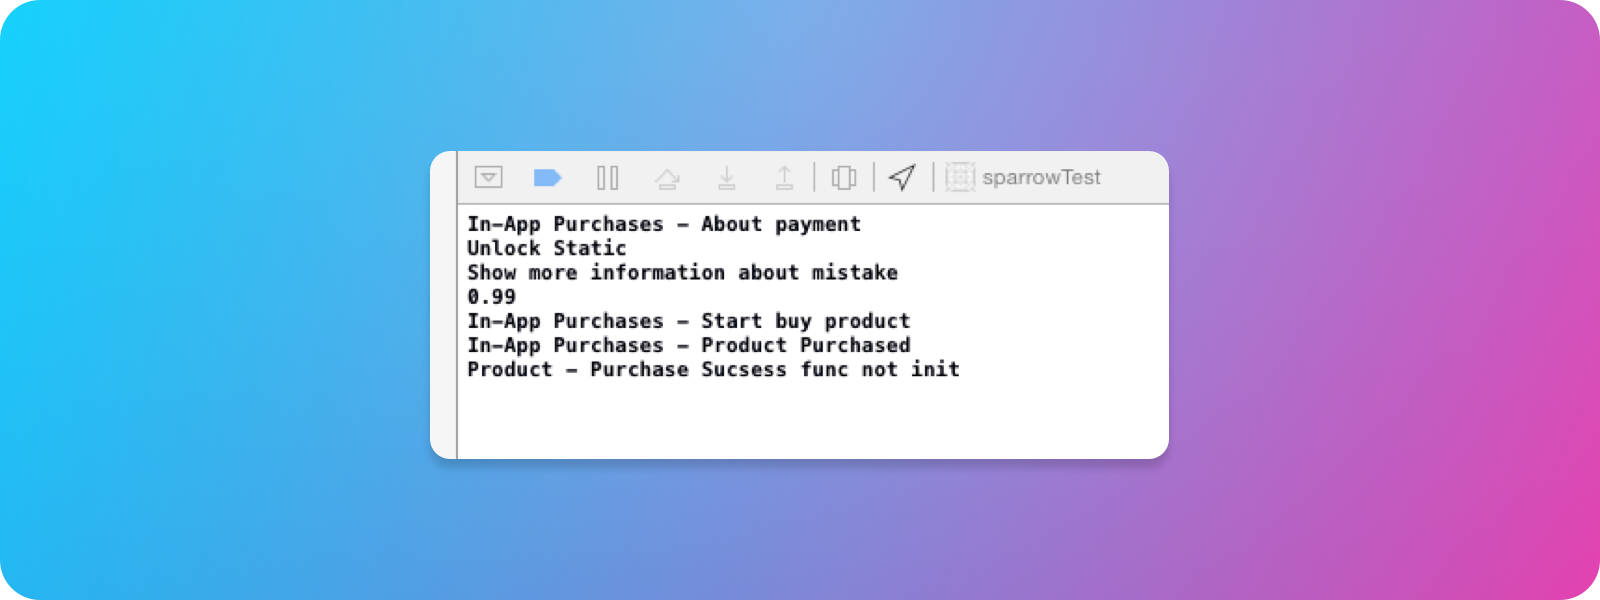 sparrowTest
In-App Purchases - About payment
Unlock Static
Show more information about mistake
0.99
In-App Purchases - Start buy product
In-App Purchases - Product Purchased
Product - Purchase Sucsess func not init